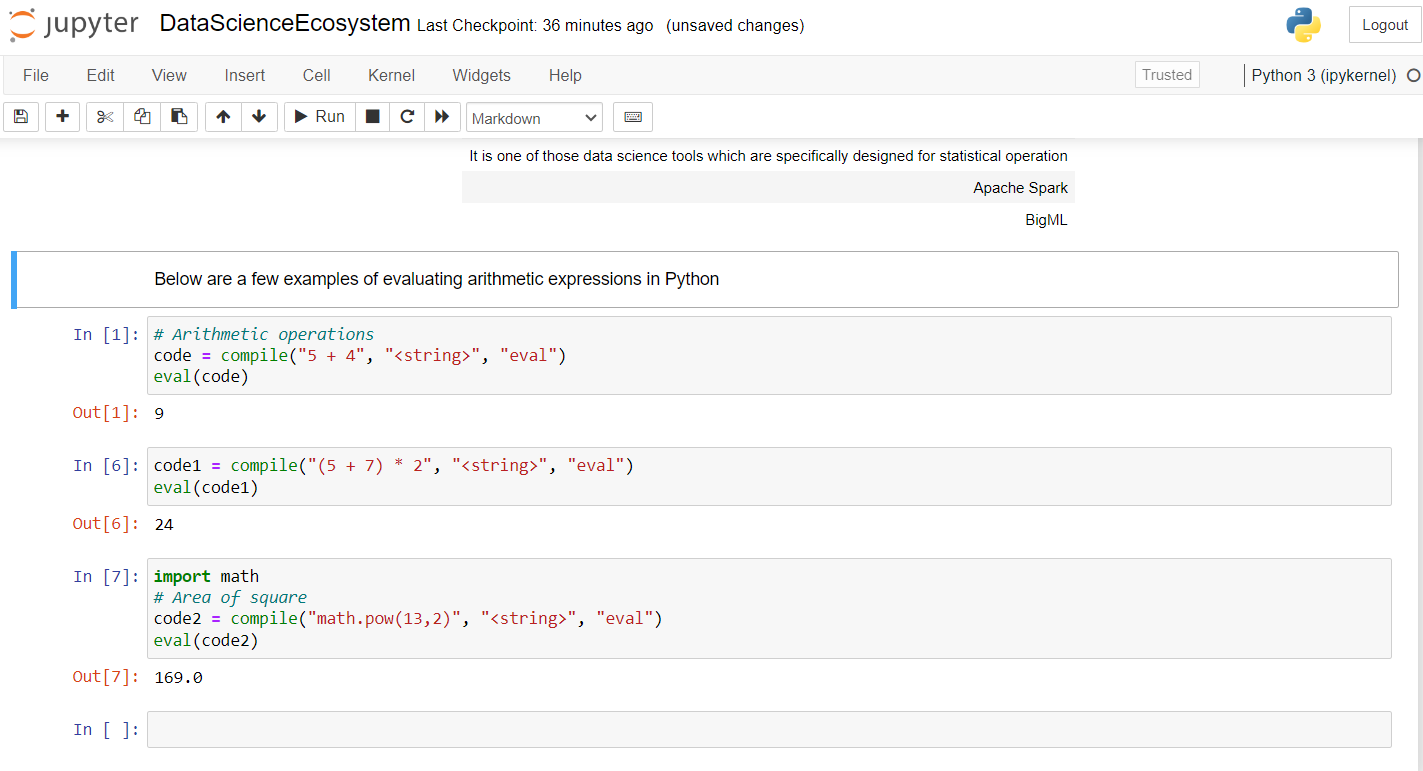 jupyter DataScienceEcosystem Last Checkpoint: 36 minutes ago (unsaved changes) Logout
File Edit View Insert Cell Kernel Widgets Help Trusted Python 3 (ipykernel)
Run Markdown
It is one of those data science tools which are specifically designed for statistical operation
Apache Spark
BigML
Below are a few examples of evaluating arithmetic expressions in Python
In [1]: # Arithmetic operations
code = compile("5 + 4", "<string>", "eval")
eval(code)
Out[1]: 9
In [6]: code1 = compile("(5 + 7) * 2", "<string>", "eval")
eval(code1)
Out[6]: 24
In [7]: import math
# Area of square
code2 = compile("math.pow(13,2)", "<string>", "eval")
eval(code2)
Out[7]: 169.0
In [ ]: